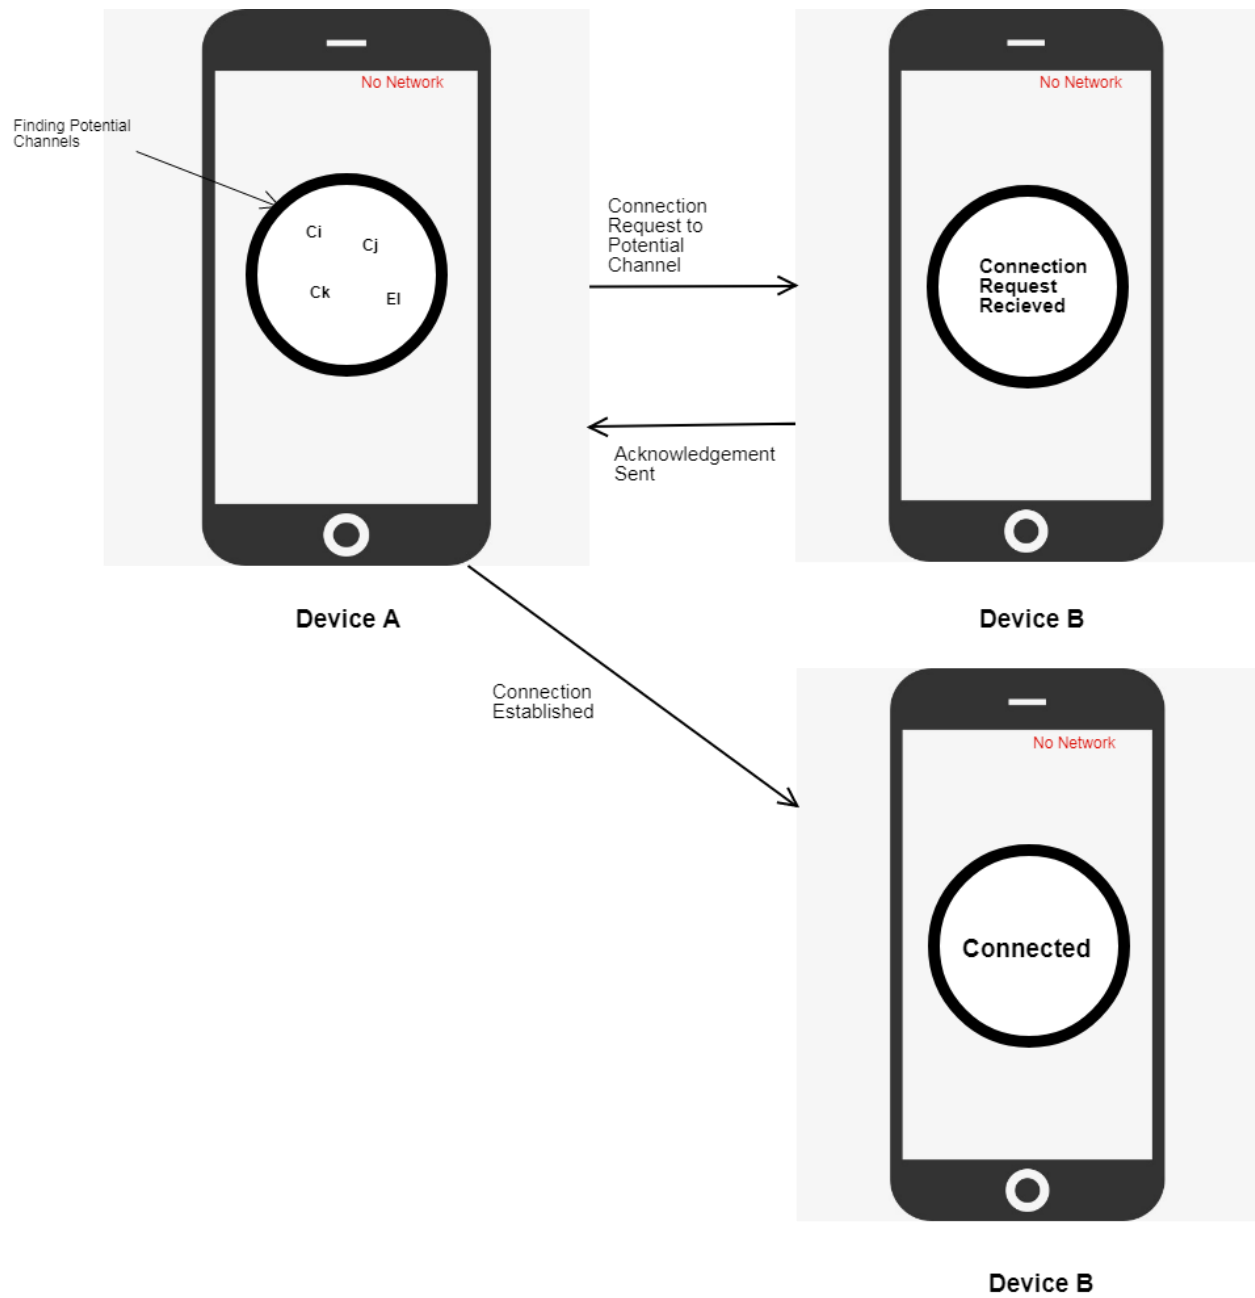 No Network
No Network
Finding Potential
Channels
Ci
Cj
Ck
El
Connection
Request to
Potential
Channel
Connection
Request
Recieved
Acknowledgement
Sent
Device A
Device B
Connection
Established
No Network
Connected
Device B